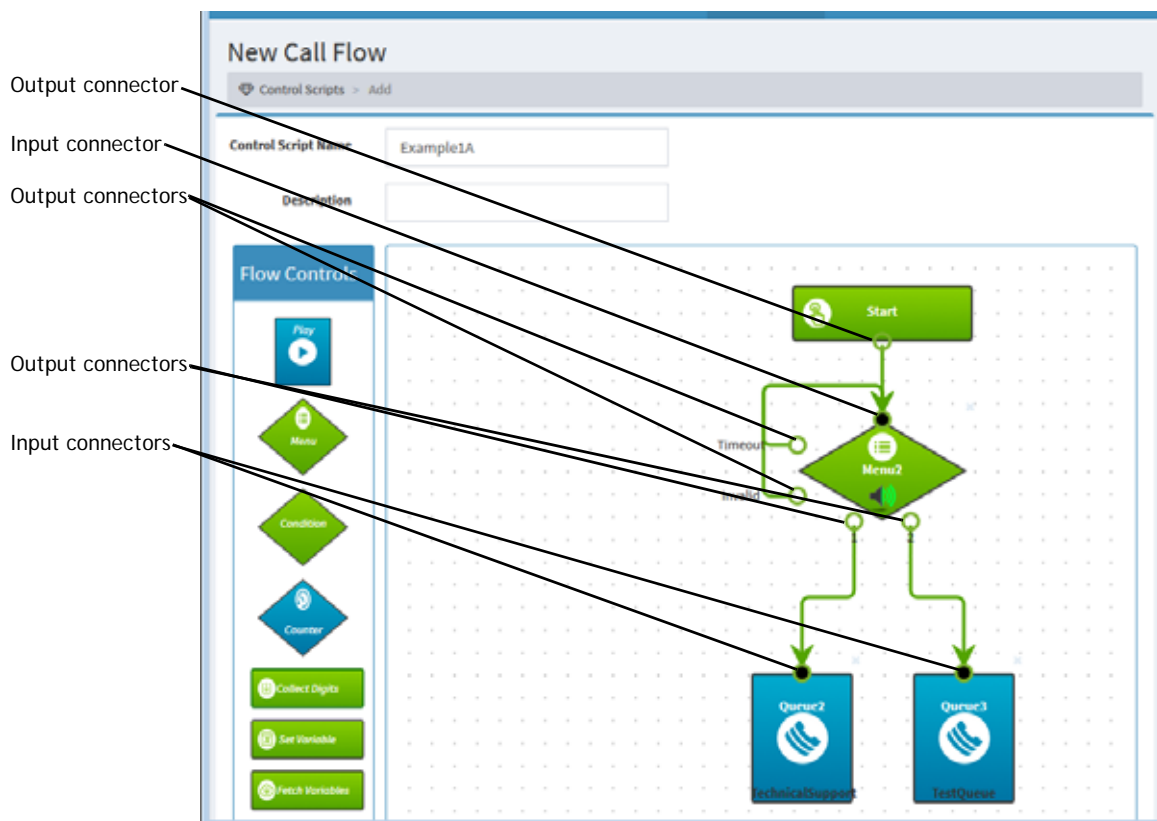 New Call Flow
Output connector
Control Scripts > Add
Input connector
Control Script Name
Example1A
Output connectors
Description
Flow Controls
Start
Play
Output connectors
Menu
Timeout
Menu2
Input connectors
Invalid
Condition
1 2
Counter
Collect Digits
Queue2
Queue3
Set Variable
Fetch Variables
TechnicalSupport
TestQueue